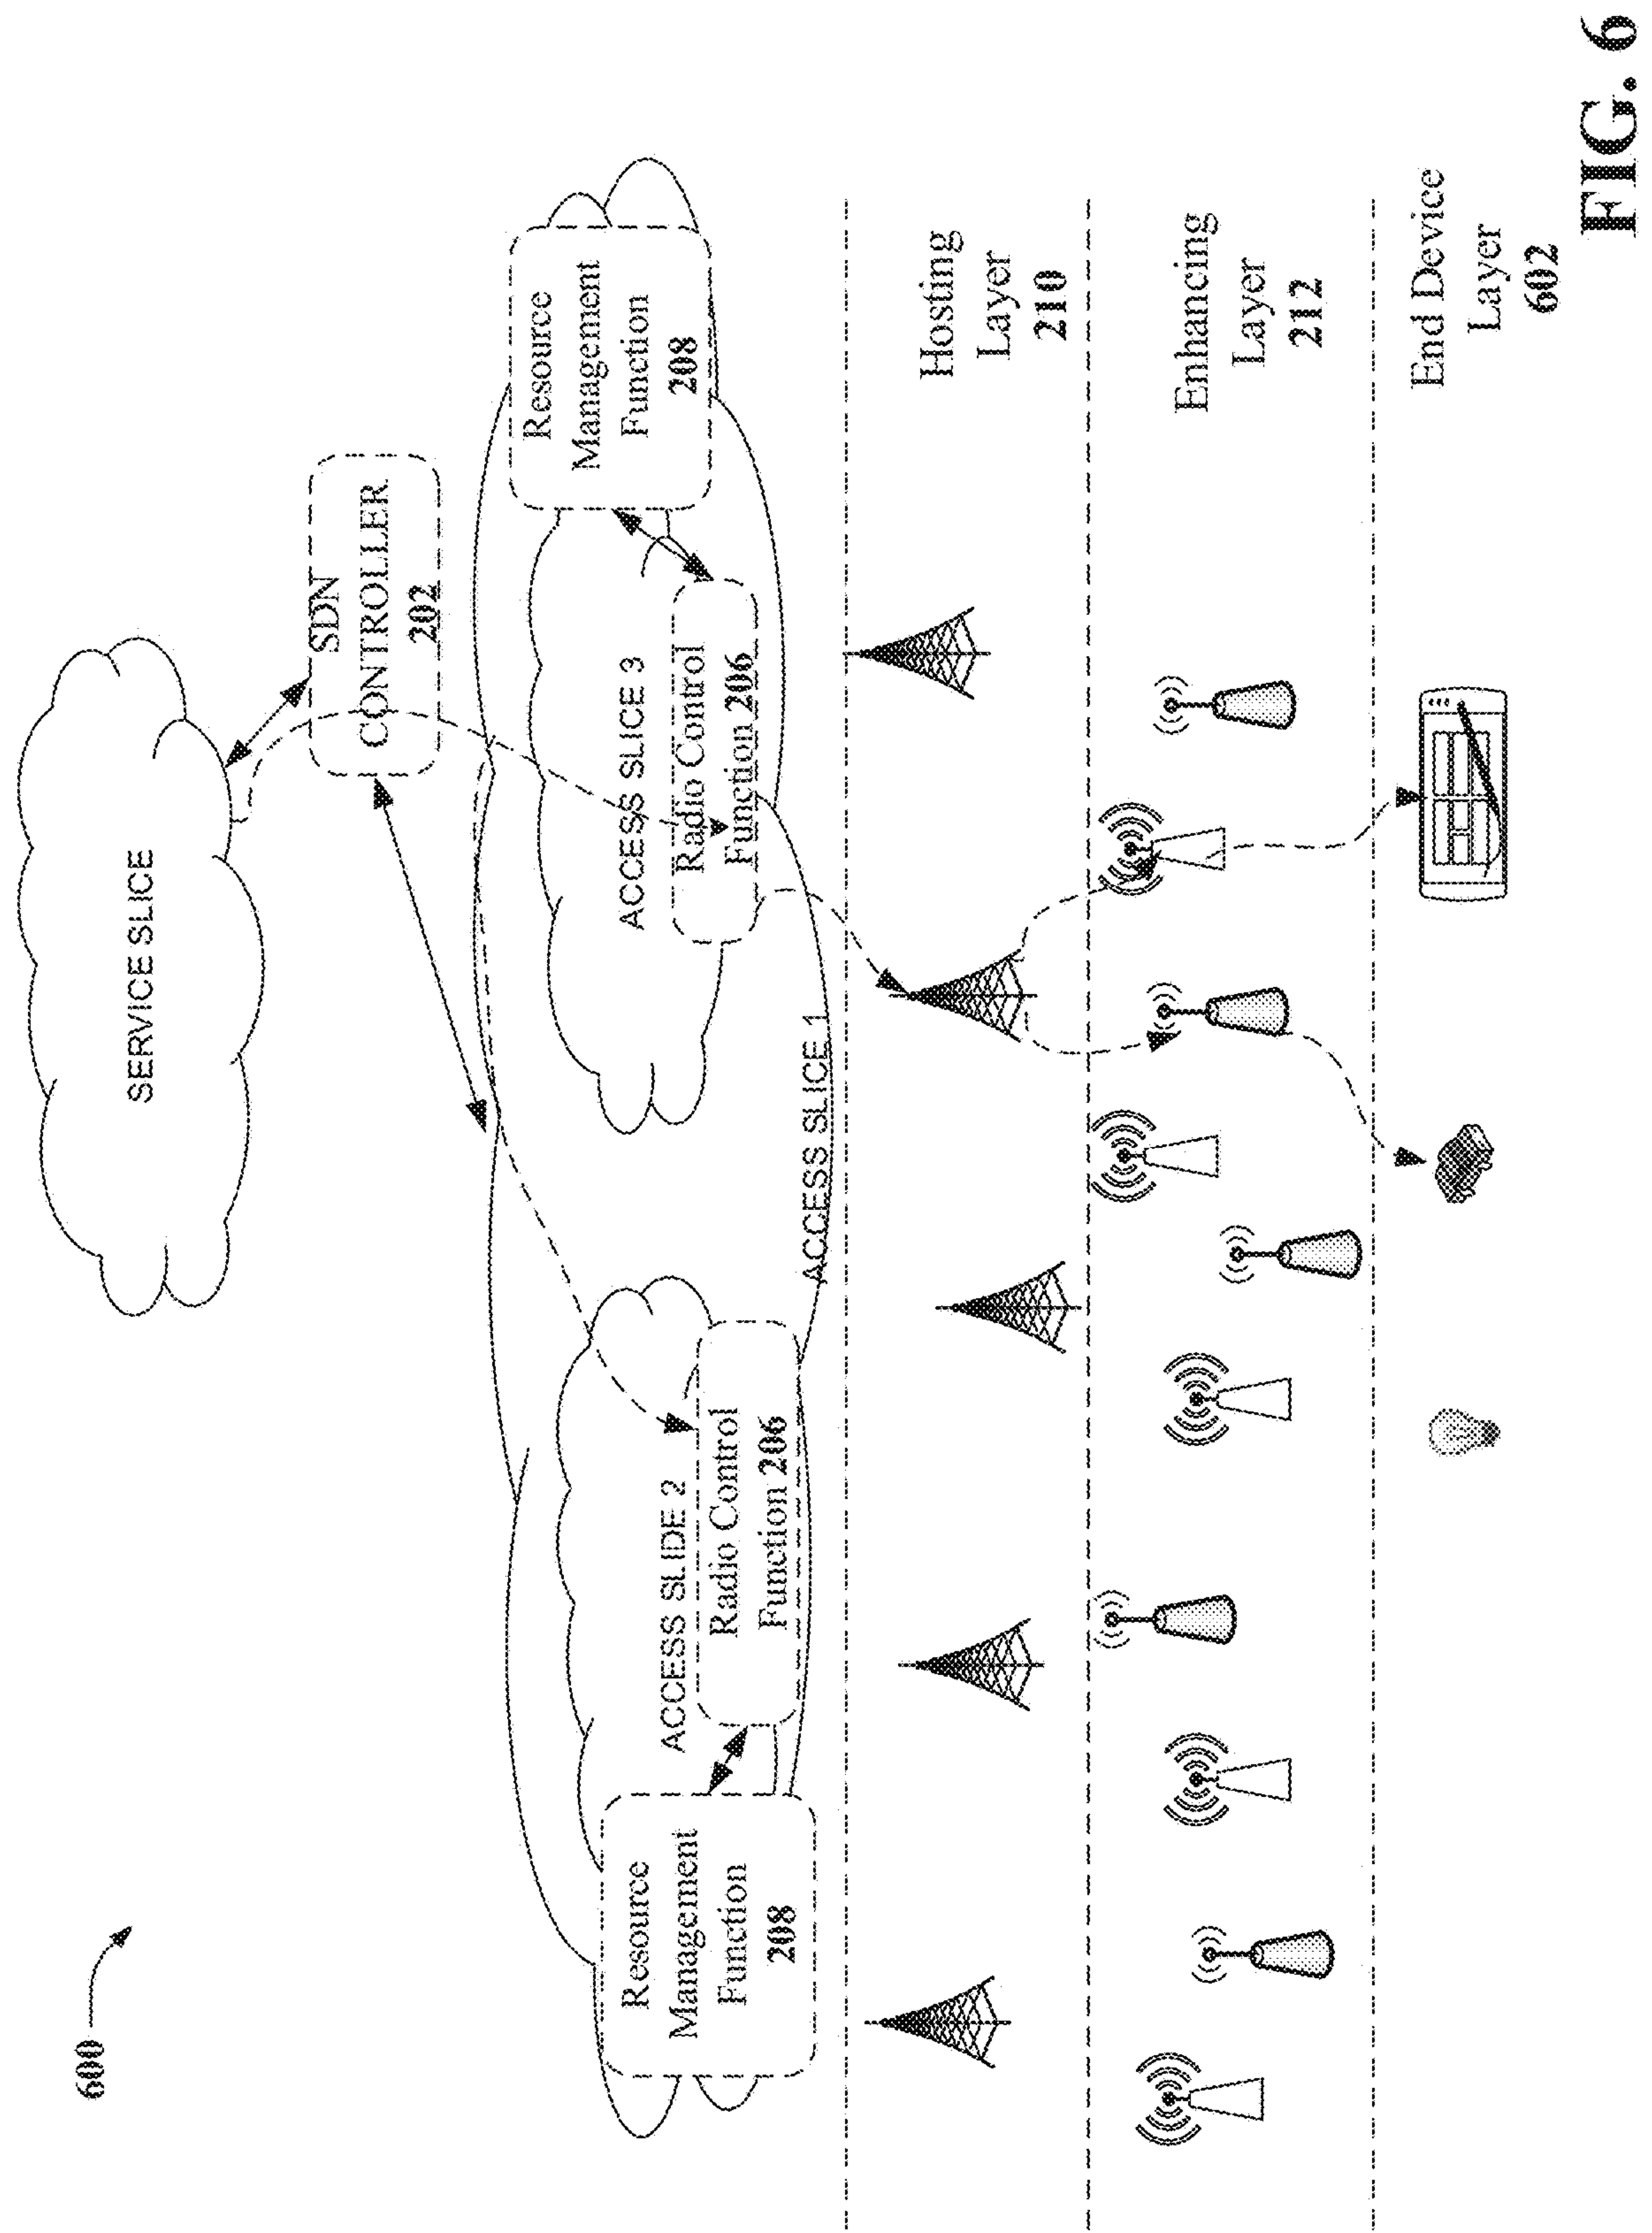 600
SERVICE SLICE
SDN
CONTROLLER
202
Resource
Management
Function
208
ACCESS SLIDE 2
Radio Control
Function 206
ACCESS SLICE 1
ACCESS SLICE 3
Radio Control
Function 206
Resource
Management
Function
208
Hosting
Layer
210
Enhancing
Layer
212
End Device
Layer
602
FIG. 6